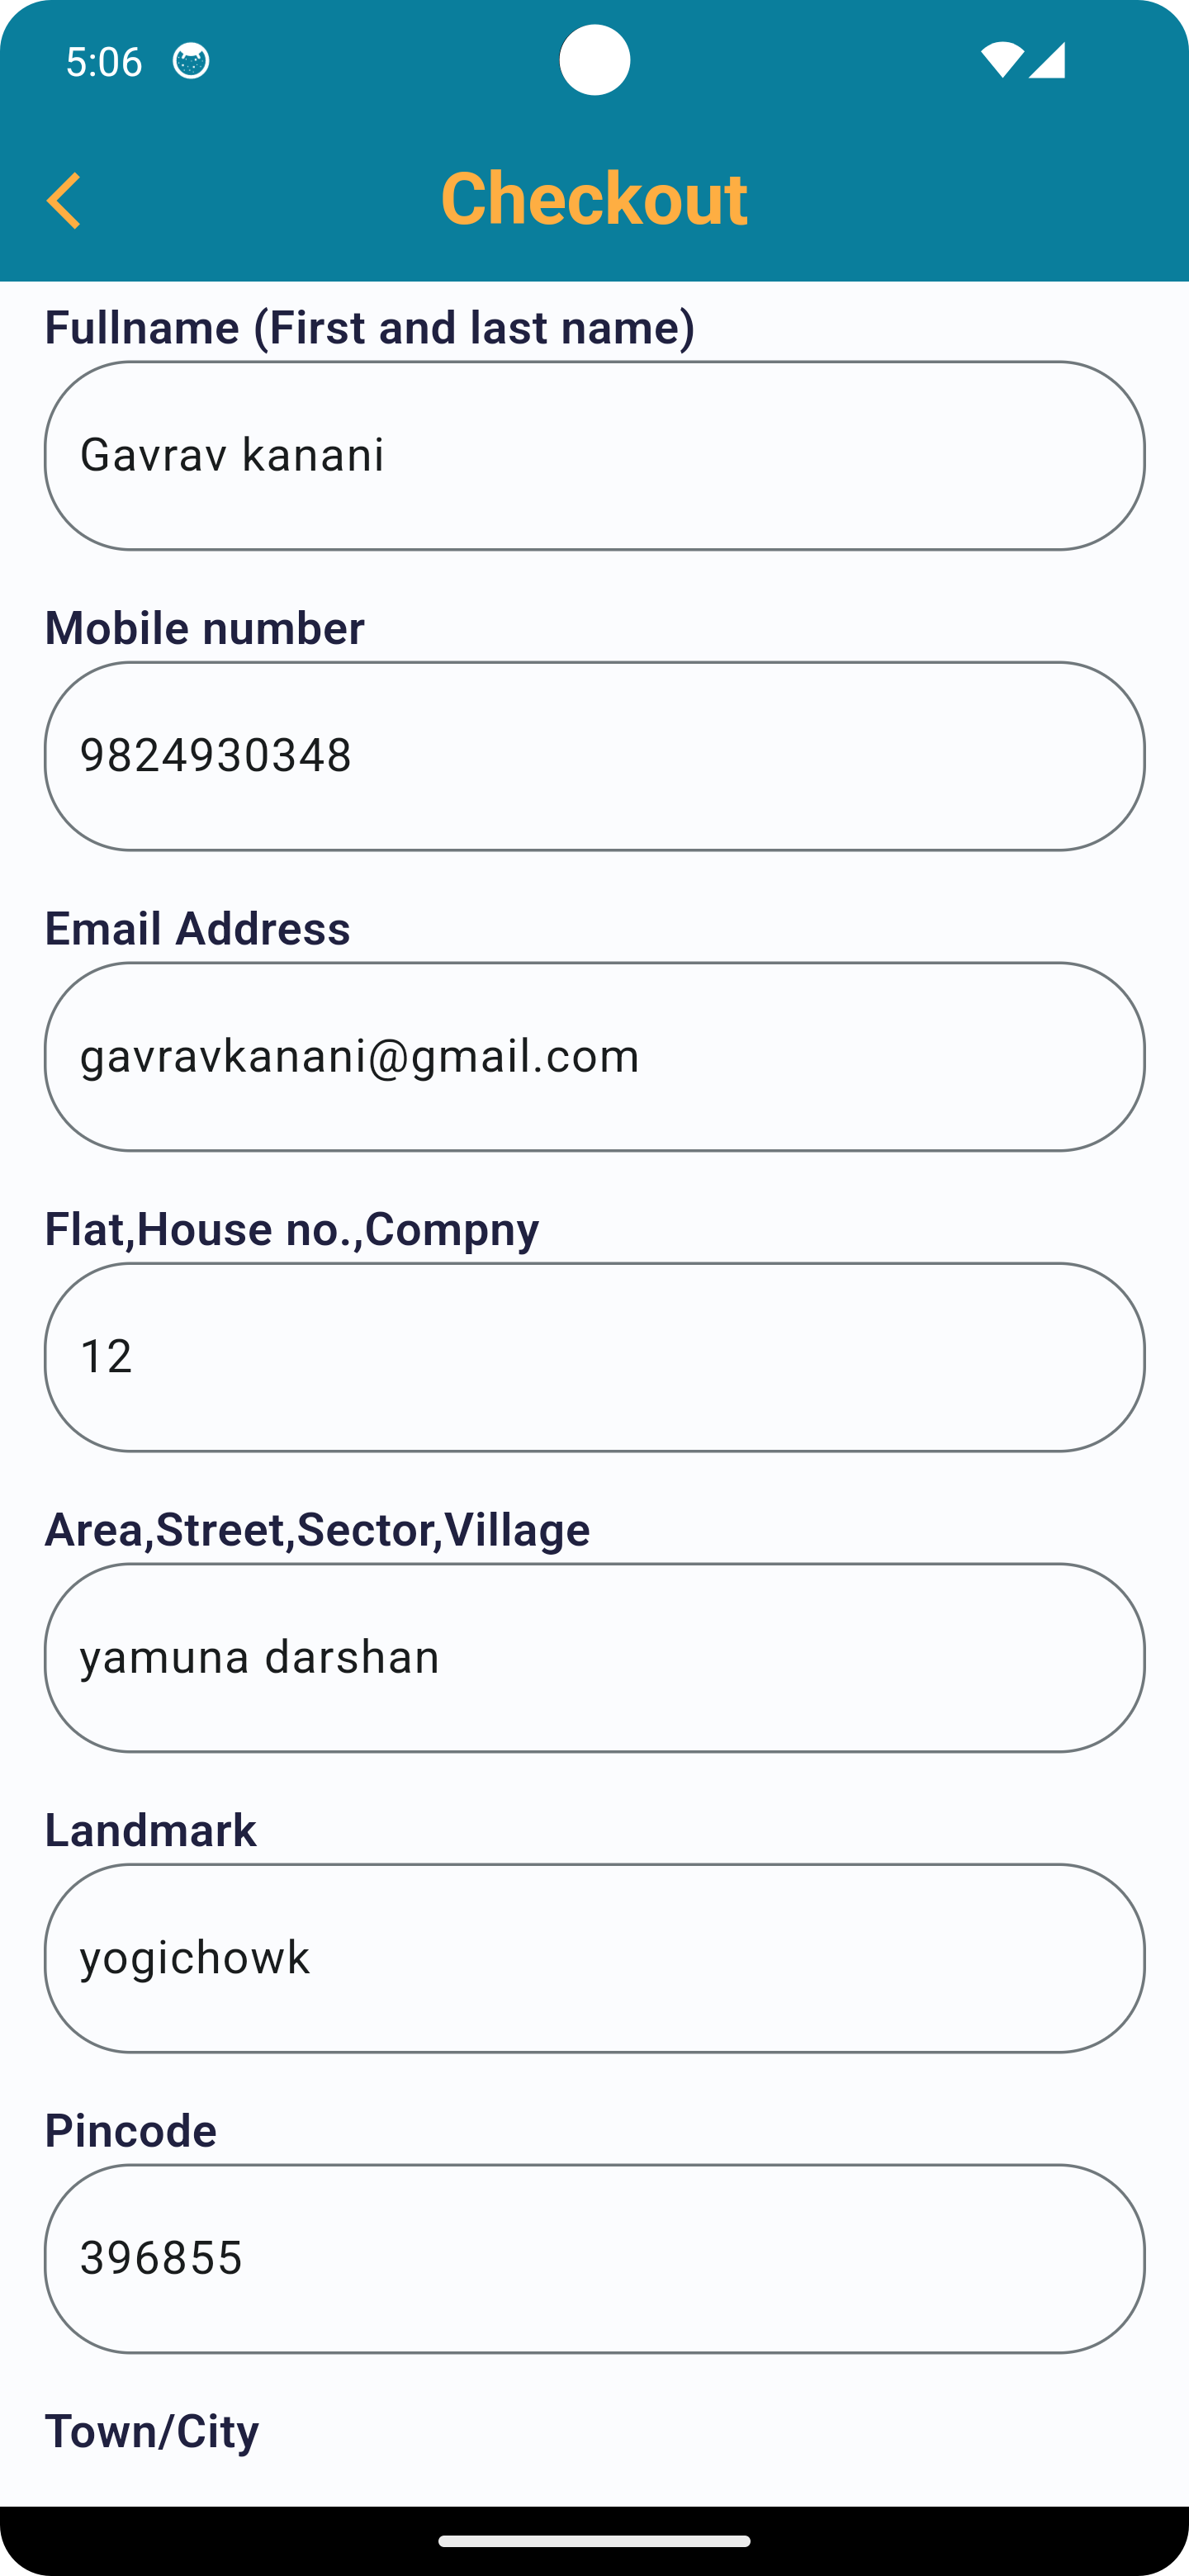 5:06
Checkout
Fullname (First and last name)
Gavrav kanani
Mobile number
9824930348
Email Address
gavravkanani@gmail.com
Flat,House no.,Compny
12
Area,Street,Sector,Village
yamuna darshan
Landmark
yogichowk
Pincode
396855
Town/City